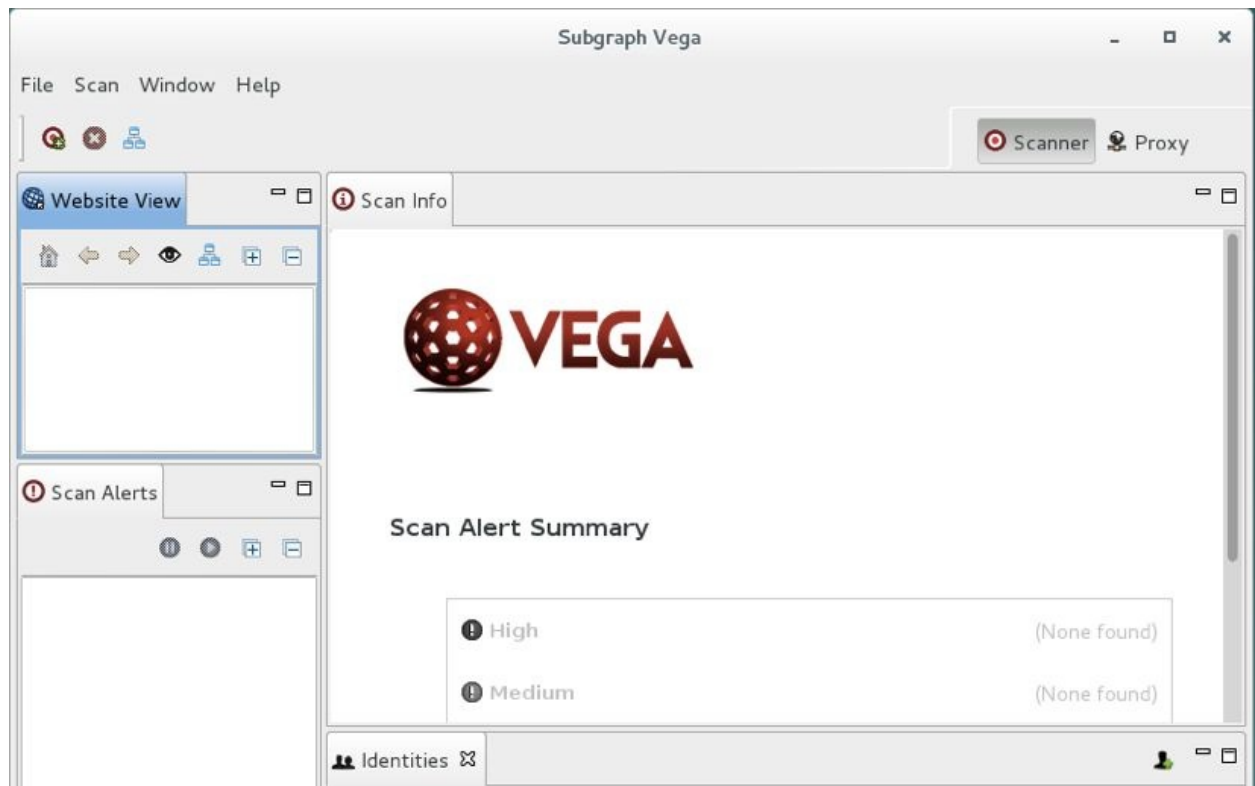 Subgraph Vega
File Scan Window Help
Scanner Proxy
Website View
Scan Info
VEGA
Scan Alerts
Scan Alert Summary
High (None found)
Medium (None found)
Identities